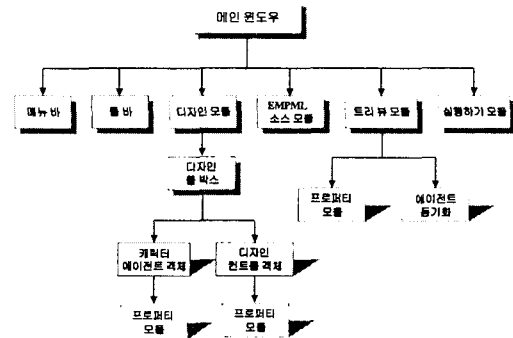 메인 윈도우
메뉴 바
툴 바
디자인 모듈
EMPML
소스 모듈
트리 뷰 모듈
실행하기 모듈
디자인
툴 박스
프로퍼티
모듈
에이전트
동기화
캐릭터
에이전트 객체
디자인
컨트롤 객체
프로퍼티
모듈
프로퍼티
모듈